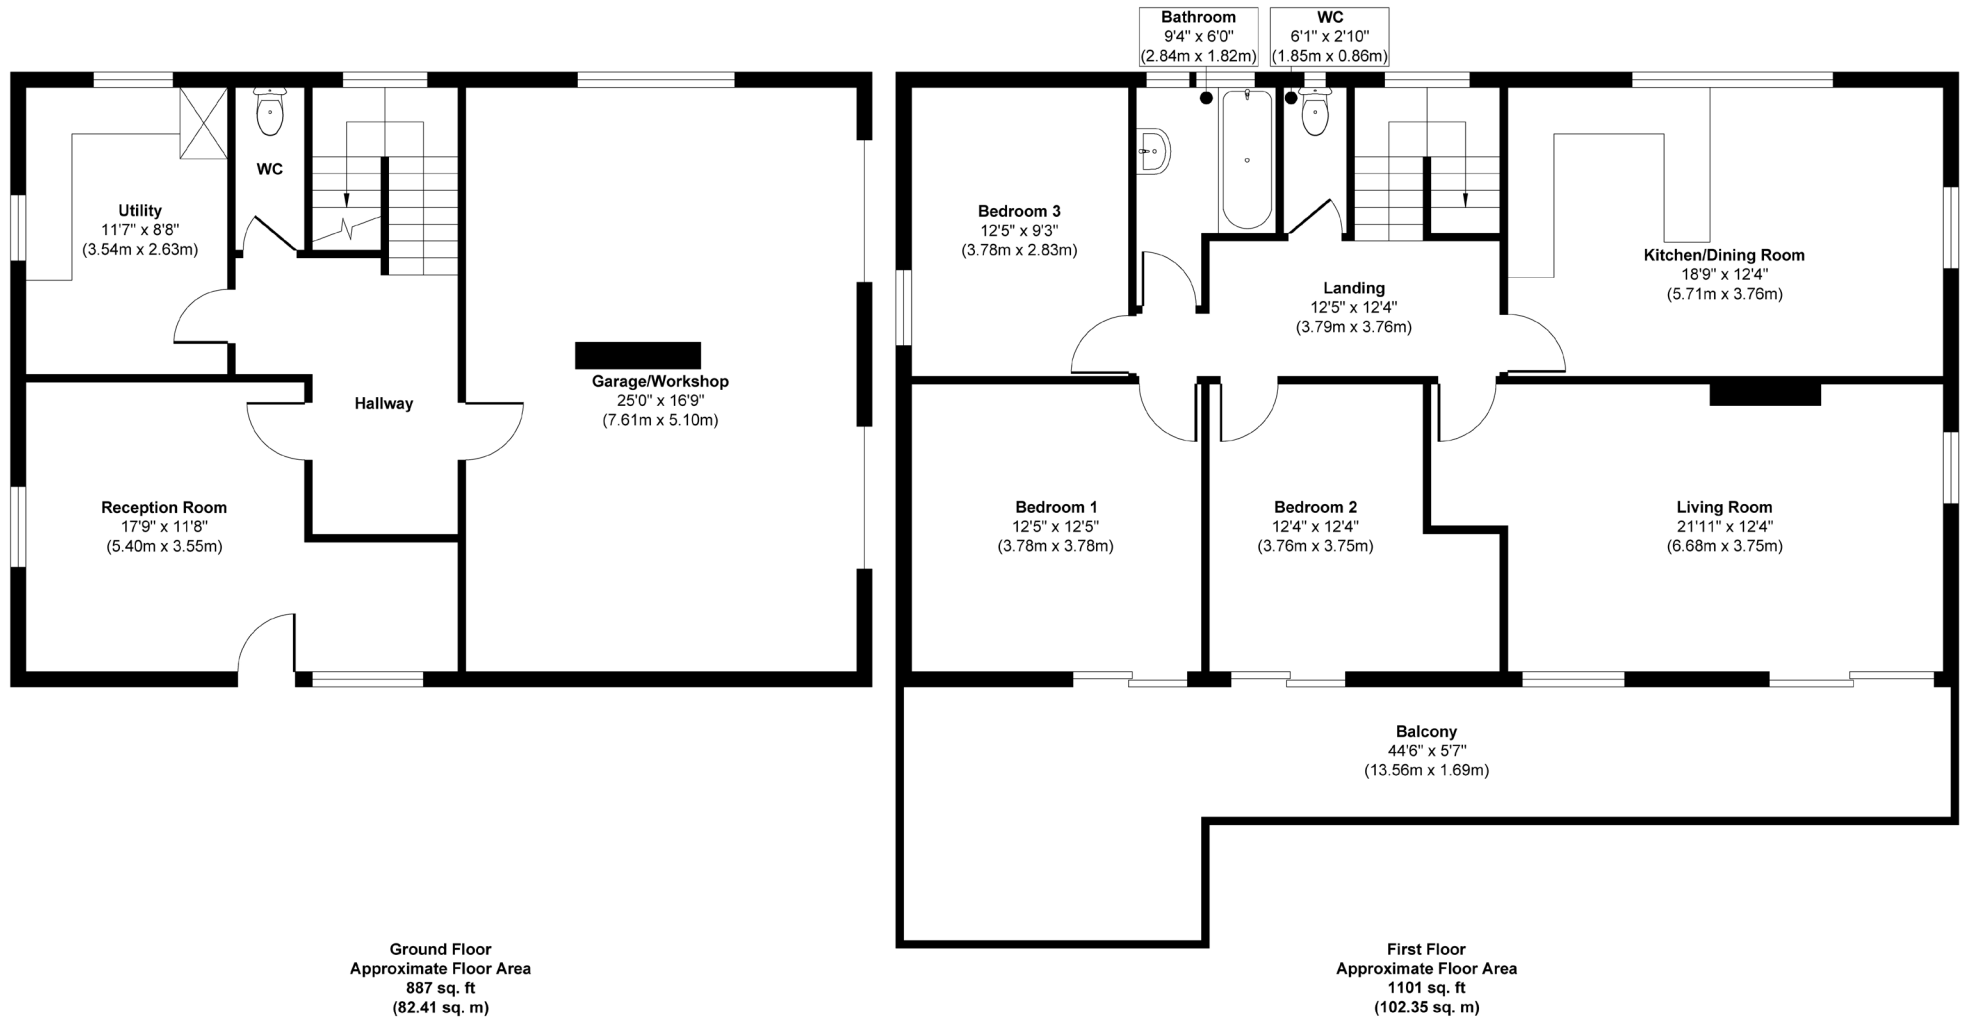 Bathroom
9'4" x 6'0"
(2.84m x 1.82m)
WC
6'1" x 2'10"
(1.85m x 0.86m)
WC
Utility
11'7" x 8'8"
(3.54m x 2.63m)
Garage/Workshop
25'0" x 16'9"
(7.61m x 5.10m)
Hallway
Reception Room
17'9" x 11'8"
(5.40m x 3.55m)
Bedroom 3
12'5" x 9'3"
(3.78m x 2.83m)
Landing
12'5" x 12'4"
(3.79m x 3.76m)
Kitchen/Dining Room
18'9" x 12'4"
(5.71m x 3.76m)
Bedroom 1
12'5" x 12'5"
(3.78m x 3.78m)
Bedroom 2
12'4" x 12'4"
(3.76m x 3.75m)
Living Room
21'11" x 12'4"
(6.68m x 3.75m)
Balcony
44'6" x 5'7"
(13.56m x 1.69m)
Ground Floor
Approximate Floor Area
887 sq. ft
(82.41 sq. m)
First Floor
Approximate Floor Area
1101 sq. ft
(102.35 sq. m)